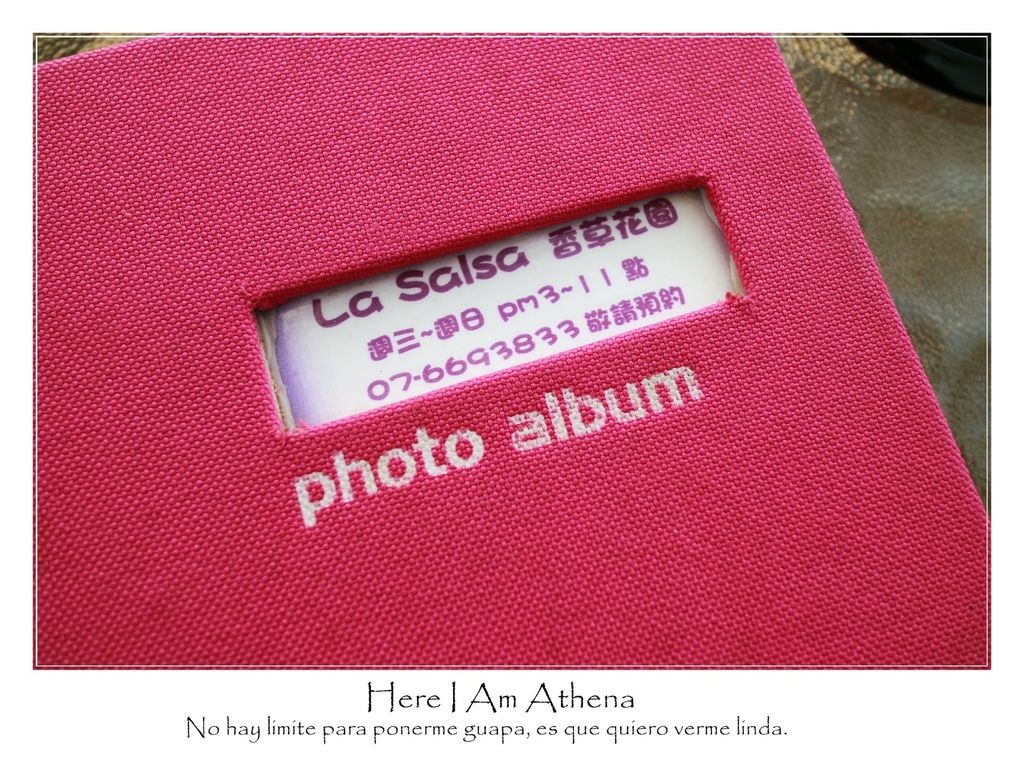 La Salsa 香草花園
週三~週日 pm3~11點
07-6693833 敬請預約
photo album
Here I Am Athena
No hay limite para ponerme guapa, es que quiero verme linda.